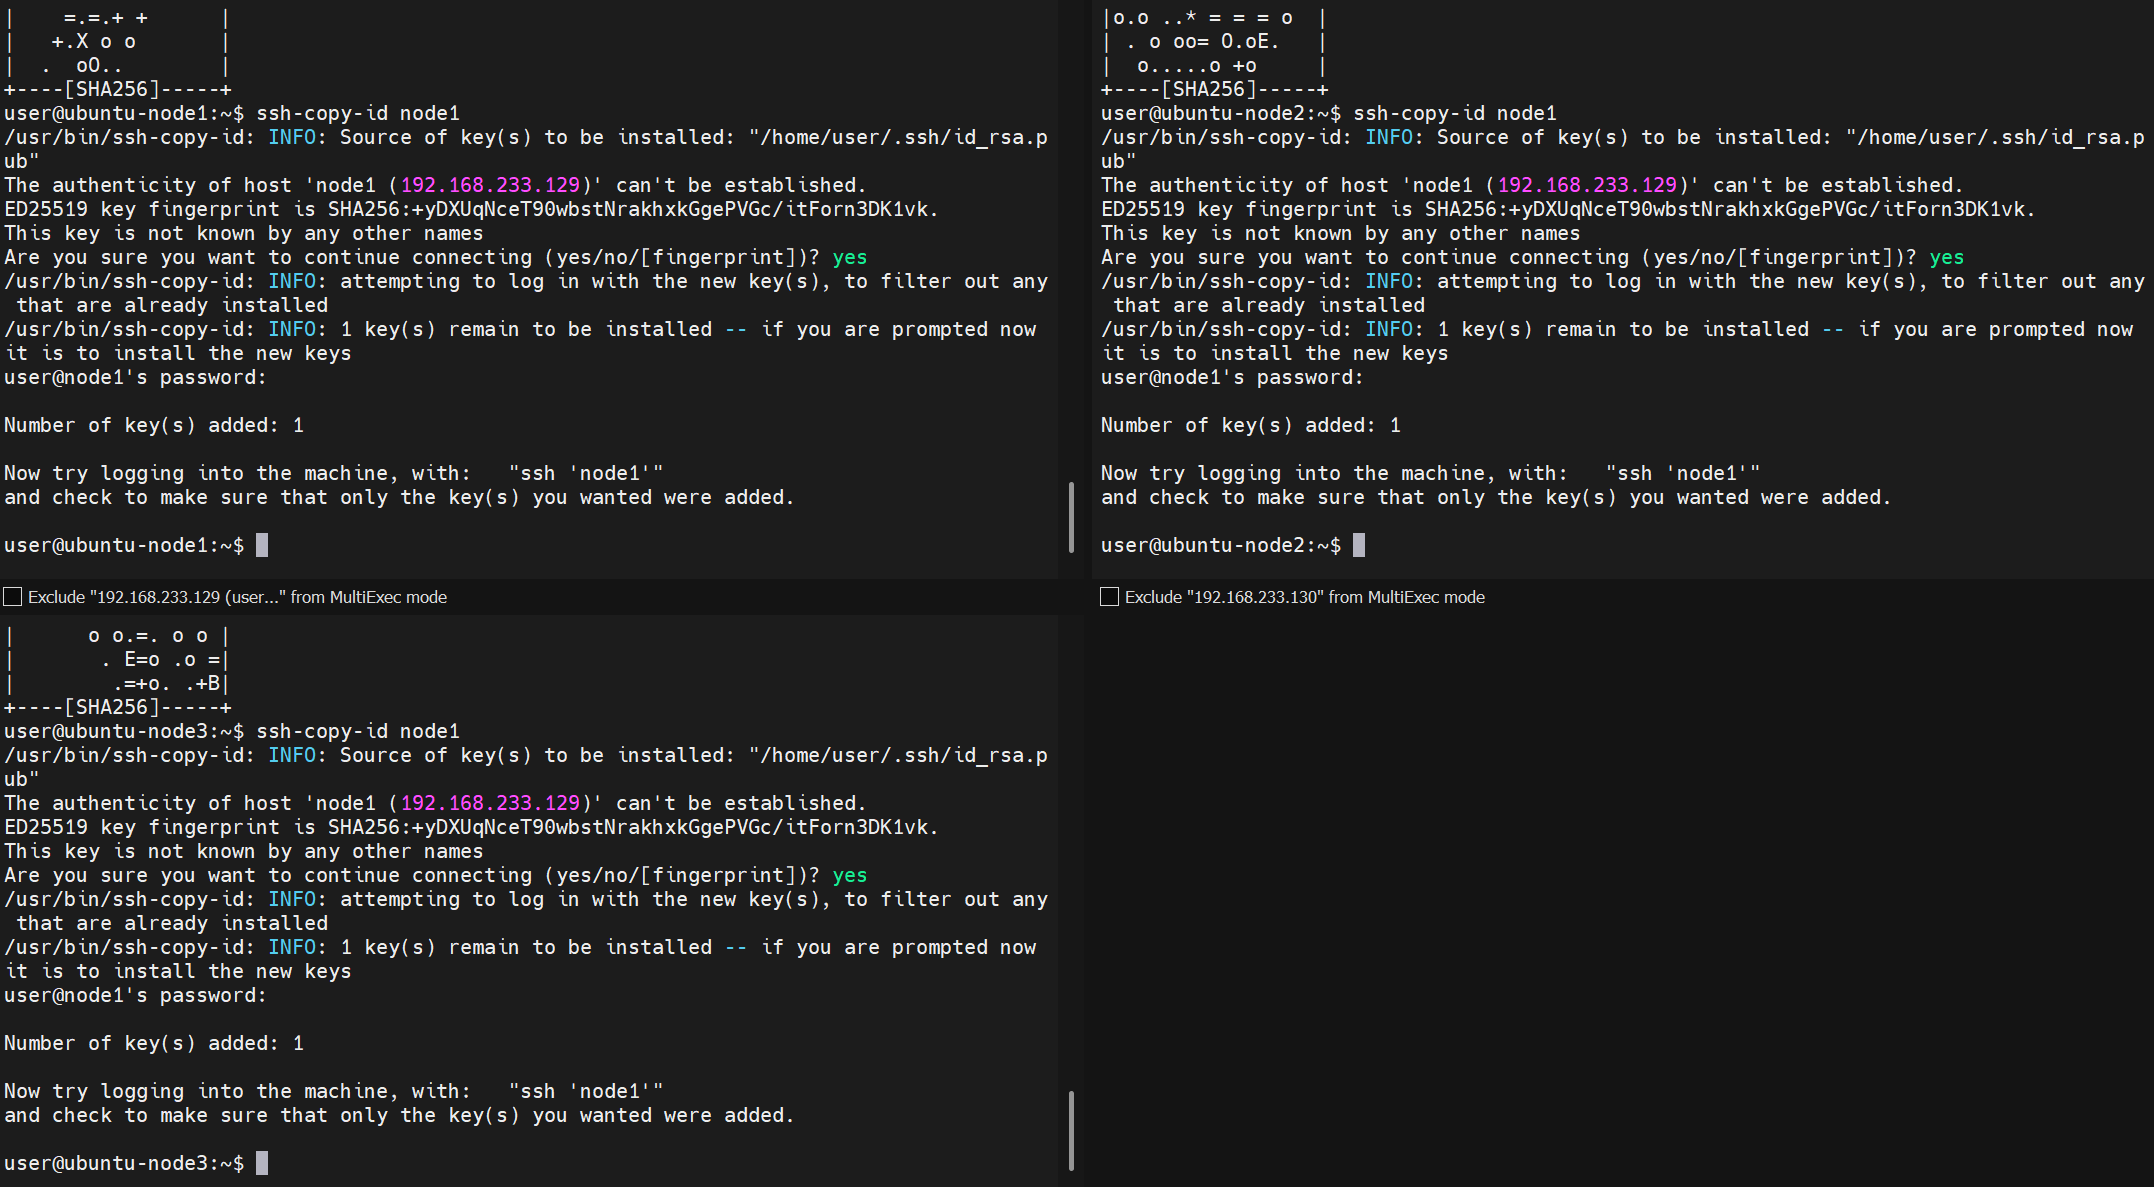 |    =.=.+ +      |
|   +.X o o       |
|  .  oO..        |
+----[SHA256]-----+
user@ubuntu-node1:~$ ssh-copy-id node1
/usr/bin/ssh-copy-id: INFO: Source of key(s) to be installed: "/home/user/.ssh/id_rsa.p
ub"
The authenticity of host 'node1 (192.168.233.129)' can't be established.
ED25519 key fingerprint is SHA256:+yDXUqNceT90wbstNrakhxkGgePVGc/itForn3DK1vk.
This key is not known by any other names
Are you sure you want to continue connecting (yes/no/[fingerprint])? yes
/usr/bin/ssh-copy-id: INFO: attempting to log in with the new key(s), to filter out any
 that are already installed
/usr/bin/ssh-copy-id: INFO: 1 key(s) remain to be installed -- if you are prompted now
it is to install the new keys
user@node1's password:
Number of key(s) added: 1
Now try logging into the machine, with:   "ssh 'node1'"
and check to make sure that only the key(s) you wanted were added.
user@ubuntu-node1:~$
Exclude "192.168.233.129 (user..." from MultiExec mode
|o.o ..* = = = o  |
| . o oo= O.oE.   |
|  o.....o +o     |
+----[SHA256]-----+
user@ubuntu-node2:~$ ssh-copy-id node1
/usr/bin/ssh-copy-id: INFO: Source of key(s) to be installed: "/home/user/.ssh/id_rsa.p
ub"
The authenticity of host 'node1 (192.168.233.129)' can't be established.
ED25519 key fingerprint is SHA256:+yDXUqNceT90wbstNrakhxkGgePVGc/itForn3DK1vk.
This key is not known by any other names
Are you sure you want to continue connecting (yes/no/[fingerprint])? yes
/usr/bin/ssh-copy-id: INFO: attempting to log in with the new key(s), to filter out any
 that are already installed
/usr/bin/ssh-copy-id: INFO: 1 key(s) remain to be installed -- if you are prompted now
it is to install the new keys
user@node1's password:
Number of key(s) added: 1
Now try logging into the machine, with:   "ssh 'node1'"
and check to make sure that only the key(s) you wanted were added.
user@ubuntu-node2:~$
Exclude "192.168.233.130" from MultiExec mode
|      o o.=. o o |
|       . E=o .o =|
|        .=+o. .+B|
+----[SHA256]-----+
user@ubuntu-node3:~$ ssh-copy-id node1
/usr/bin/ssh-copy-id: INFO: Source of key(s) to be installed: "/home/user/.ssh/id_rsa.p
ub"
The authenticity of host 'node1 (192.168.233.129)' can't be established.
ED25519 key fingerprint is SHA256:+yDXUqNceT90wbstNrakhxkGgePVGc/itForn3DK1vk.
This key is not known by any other names
Are you sure you want to continue connecting (yes/no/[fingerprint])? yes
/usr/bin/ssh-copy-id: INFO: attempting to log in with the new key(s), to filter out any
 that are already installed
/usr/bin/ssh-copy-id: INFO: 1 key(s) remain to be installed -- if you are prompted now
it is to install the new keys
user@node1's password:
Number of key(s) added: 1
Now try logging into the machine, with:   "ssh 'node1'"
and check to make sure that only the key(s) you wanted were added.
user@ubuntu-node3:~$